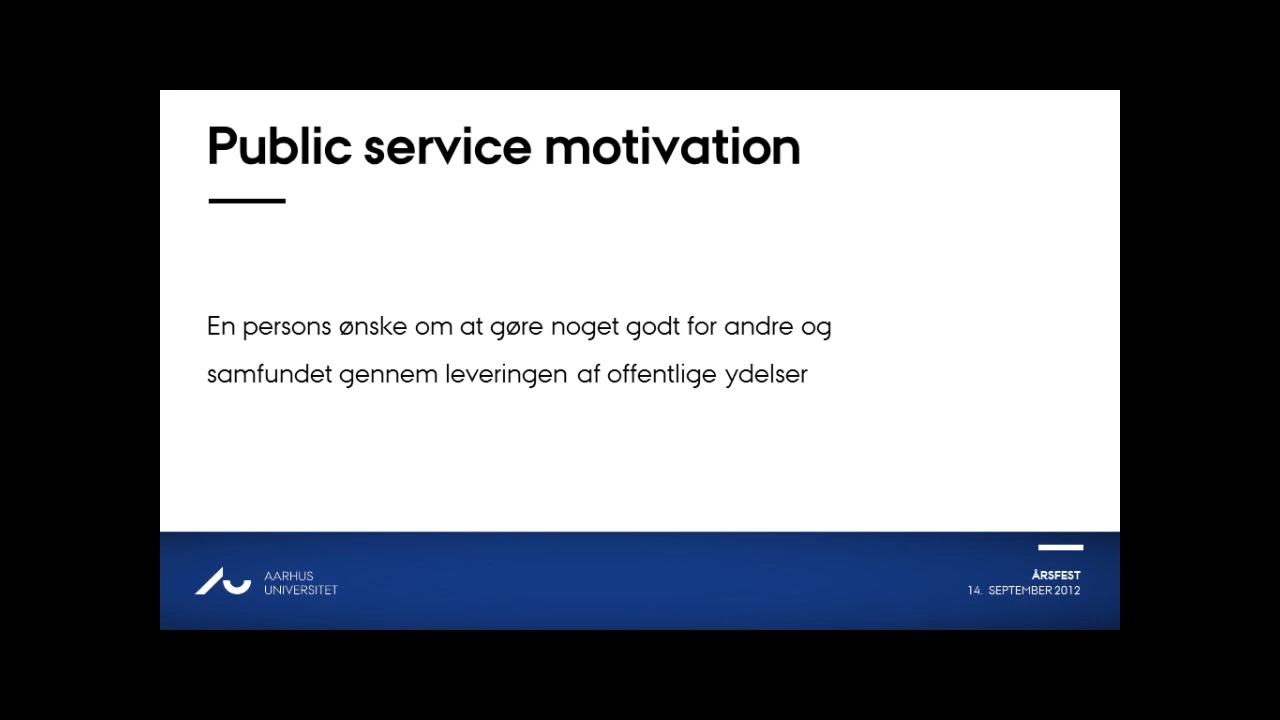 Public service motivation
En persons ønske om at gøre noget godt for andre og
samfundet gennem leveringen af offentlige ydelser
AARHUS
UNIVERSITET
ÅRSFEST
14. SEPTEMBER 2012